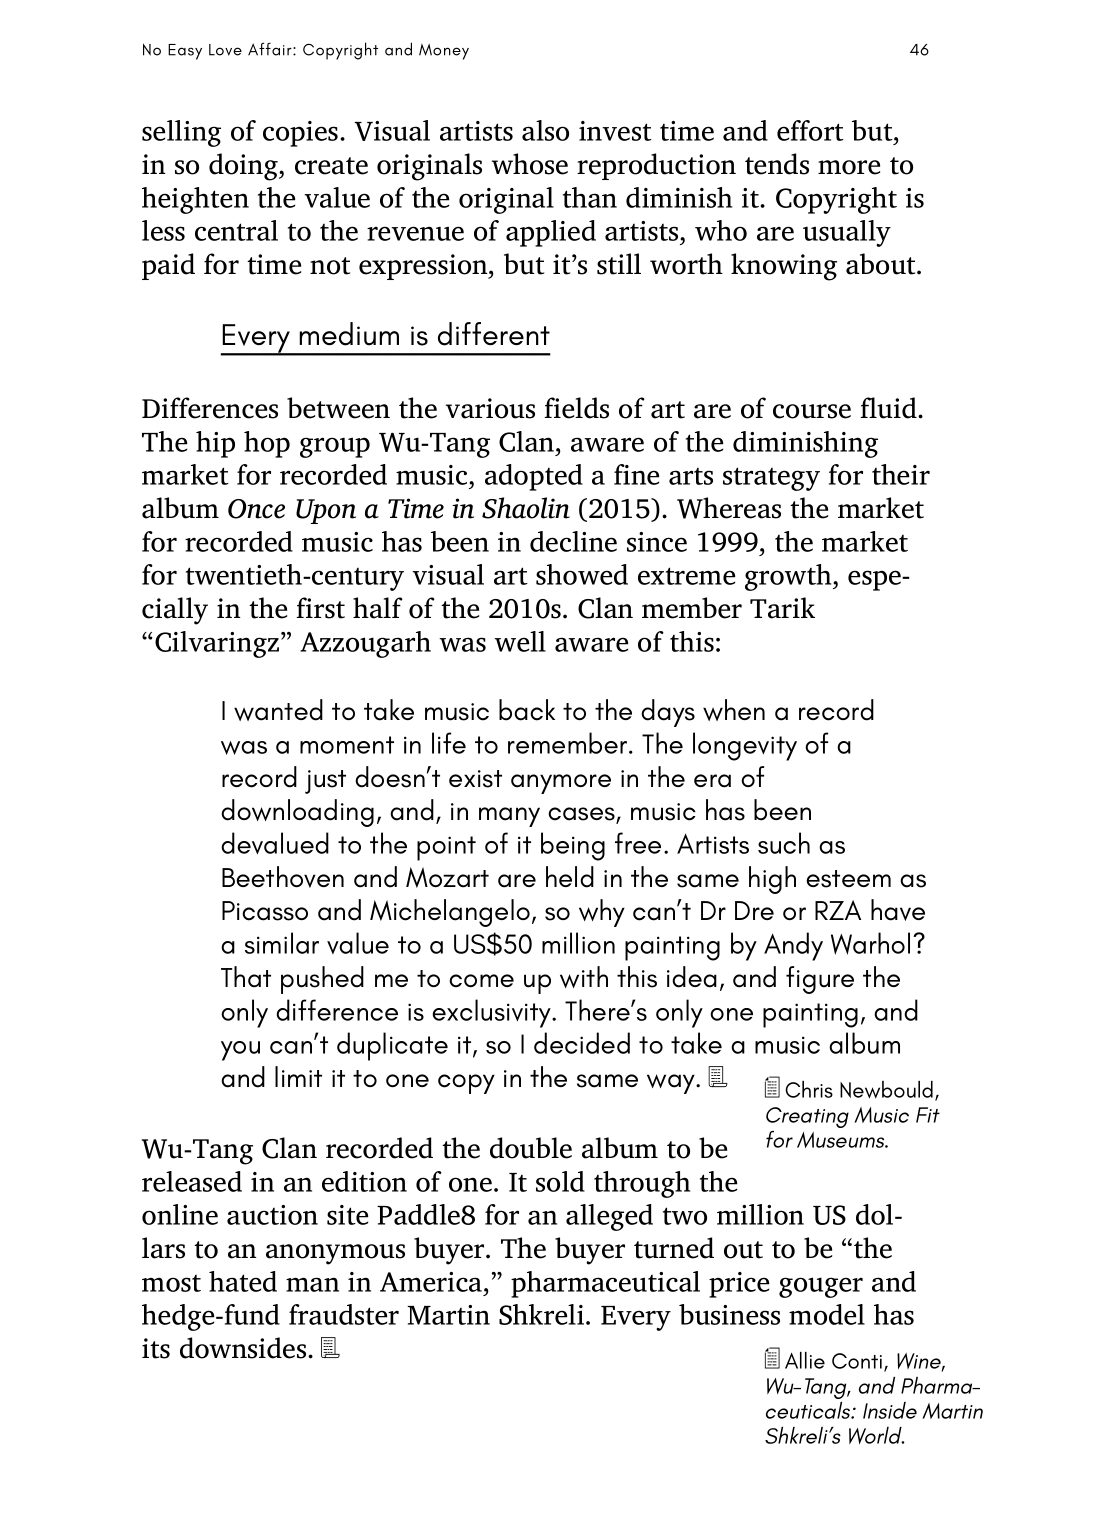 No Easy Love Affair: Copyright and Money 46
selling of copies. Visual artists also invest time and effort but,
in so doing, create originals whose reproduction tends more to
heighten the value of the original than diminish it. Copyright is
less central to the revenue of applied artists, who are usually
paid for time not expression, but it’s still worth knowing about.
Every medium is different
Differences between the various fields of art are of course fluid.
The hip hop group Wu-Tang Clan, aware of the diminishing
market for recorded music, adopted a fine arts strategy for their
album Once Upon a Time in Shaolin (2015). Whereas the market
for recorded music has been in decline since 1999, the market
for twentieth-century visual art showed extreme growth, espe-
cially in the first half of the 2010s. Clan member Tarik
“Cilvaringz” Azzougarh was well aware of this:
I wanted to take music back to the days when a record
was a moment in life to remember. The longevity of a
record just doesn’t exist anymore in the era of
downloading, and, in many cases, music has been
devalued to the point of it being free. Artists such as
Beethoven and Mozart are held in the same high esteem as
Picasso and Michelangelo, so why can’t Dr Dre or RZA have
a similar value to a US$50 million painting by Andy Warhol?
That pushed me to come up with this idea, and figure the
only difference is exclusivity. There’s only one painting, and
you can’t duplicate it, so I decided to take a music album
and limit it to one copy in the same way.
Chris Newbould,
Creating Music Fit
for Museums.
Wu-Tang Clan recorded the double album to be
released in an edition of one. It sold through the
online auction site Paddle8 for an alleged two million US dol-
lars to an anonymous buyer. The buyer turned out to be “the
most hated man in America,” pharmaceutical price gouger and
hedge-fund fraudster Martin Shkreli. Every business model has
its downsides.
Allie Conti, Wine,
Wu-Tang, and Pharma-
ceuticals: Inside Martin
Shkreli’s World.